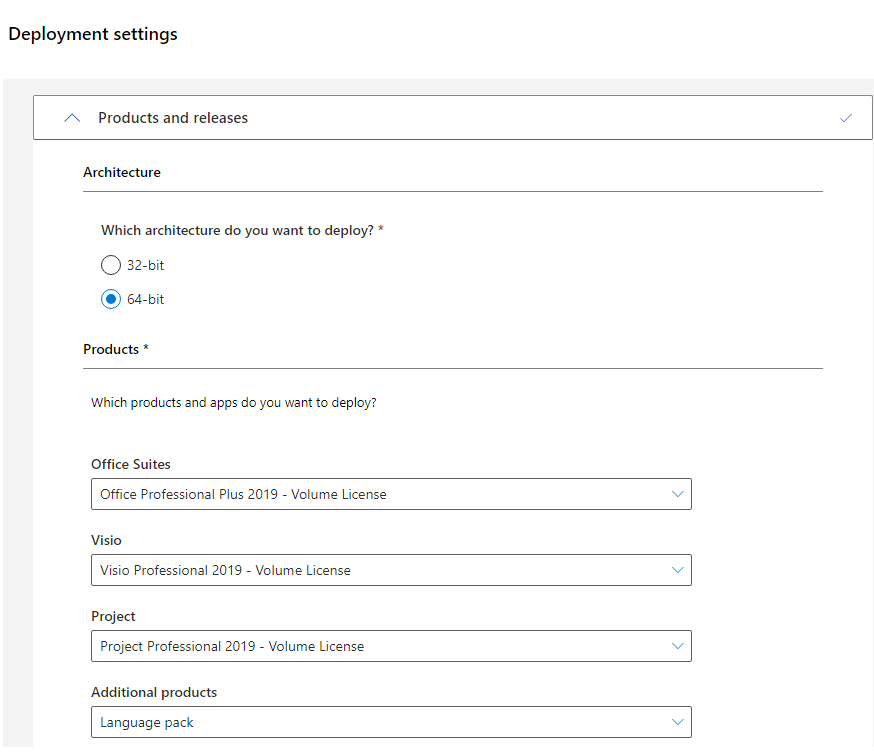 Deployment settings
Products and releases
Architecture
Which architecture do you want to deploy? *
32-bit
64-bit
Products *
Which products and apps do you want to deploy?
Office Suites
Office Professional Plus 2019 - Volume License
Visio
Visio Professional 2019 - Volume License
Project
Project Professional 2019 - Volume License
Additional products
Language pack